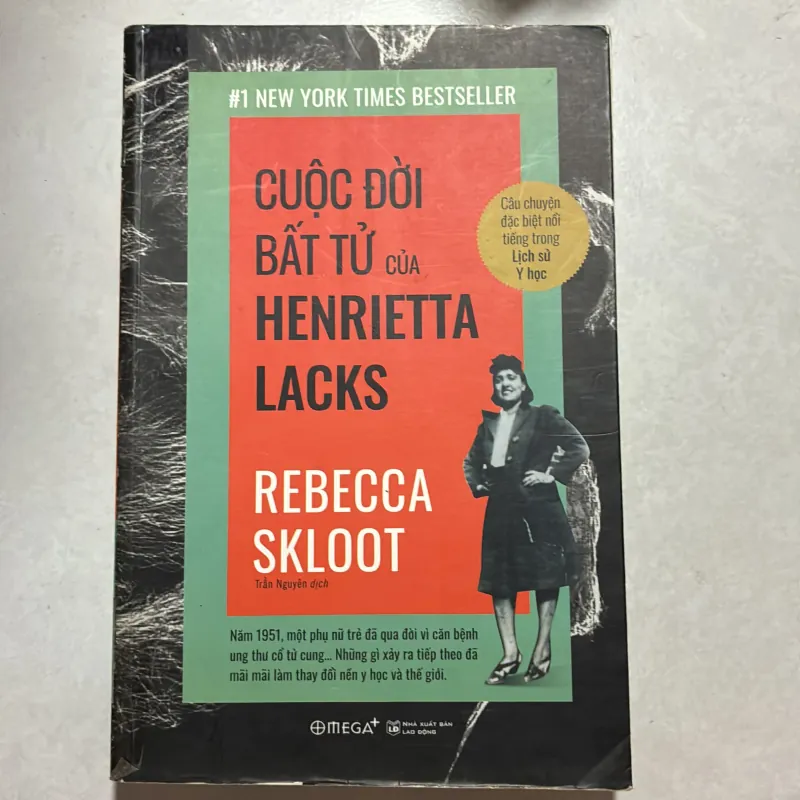 #1 NEW YORK TIMES BESTSELLER
CUỘC ĐỜI
BẤT TỬ CỦA
HENRIETTA
LACKS
Câu chuyện
đặc biệt nổi
tiếng trong
Lịch sử
Y học
REBECCA
SKLOOT
Trần Nguyên dịch
Năm 1951, một phụ nữ trẻ đã qua đời vì căn bệnh
ung thư cổ tử cung... Những gì xảy ra tiếp theo đã
mãi mãi làm thay đổi nền y học và thế giới.
OMEGA+
LĐ NHÀ XUẤT BẢN
LAO ĐỘNG